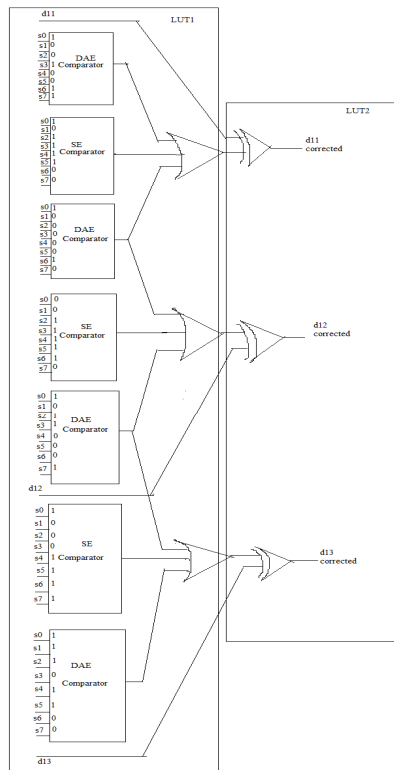 d11
LUT1
s0 1
s1 0
s2 0
s3 1
s4 0
s5 0
s6 1
s7 1
DAE
Comparator
LUT2
s0 1
s1 0
s2 1
s3 1
s4 1
s5 1
s6 0
s7 0
SE
Comparator
d11
corrected
s0 1
s1 0
s2 0
s3 0
s4 0
s5 0
s6 1
s7 0
DAE
Comparator
s0 0
s1 0
s2 1
s3 1
s4 1
s5 1
s6 1
s7 0
SE
Comparator
d12
corrected
s0 1
s1 0
s2 1
s3 1
s4 0
s5 0
s6 0
s7 1
DAE
Comparator
d12
s0 1
s1 0
s2 0
s3 0
s4 1
s5 1
s6 1
s7 1
SE
Comparator
d13
corrected
s0 1
s1 1
s2 1
s3 0
s4 1
s5 1
s6 0
s7 0
DAE
Comparator
d13